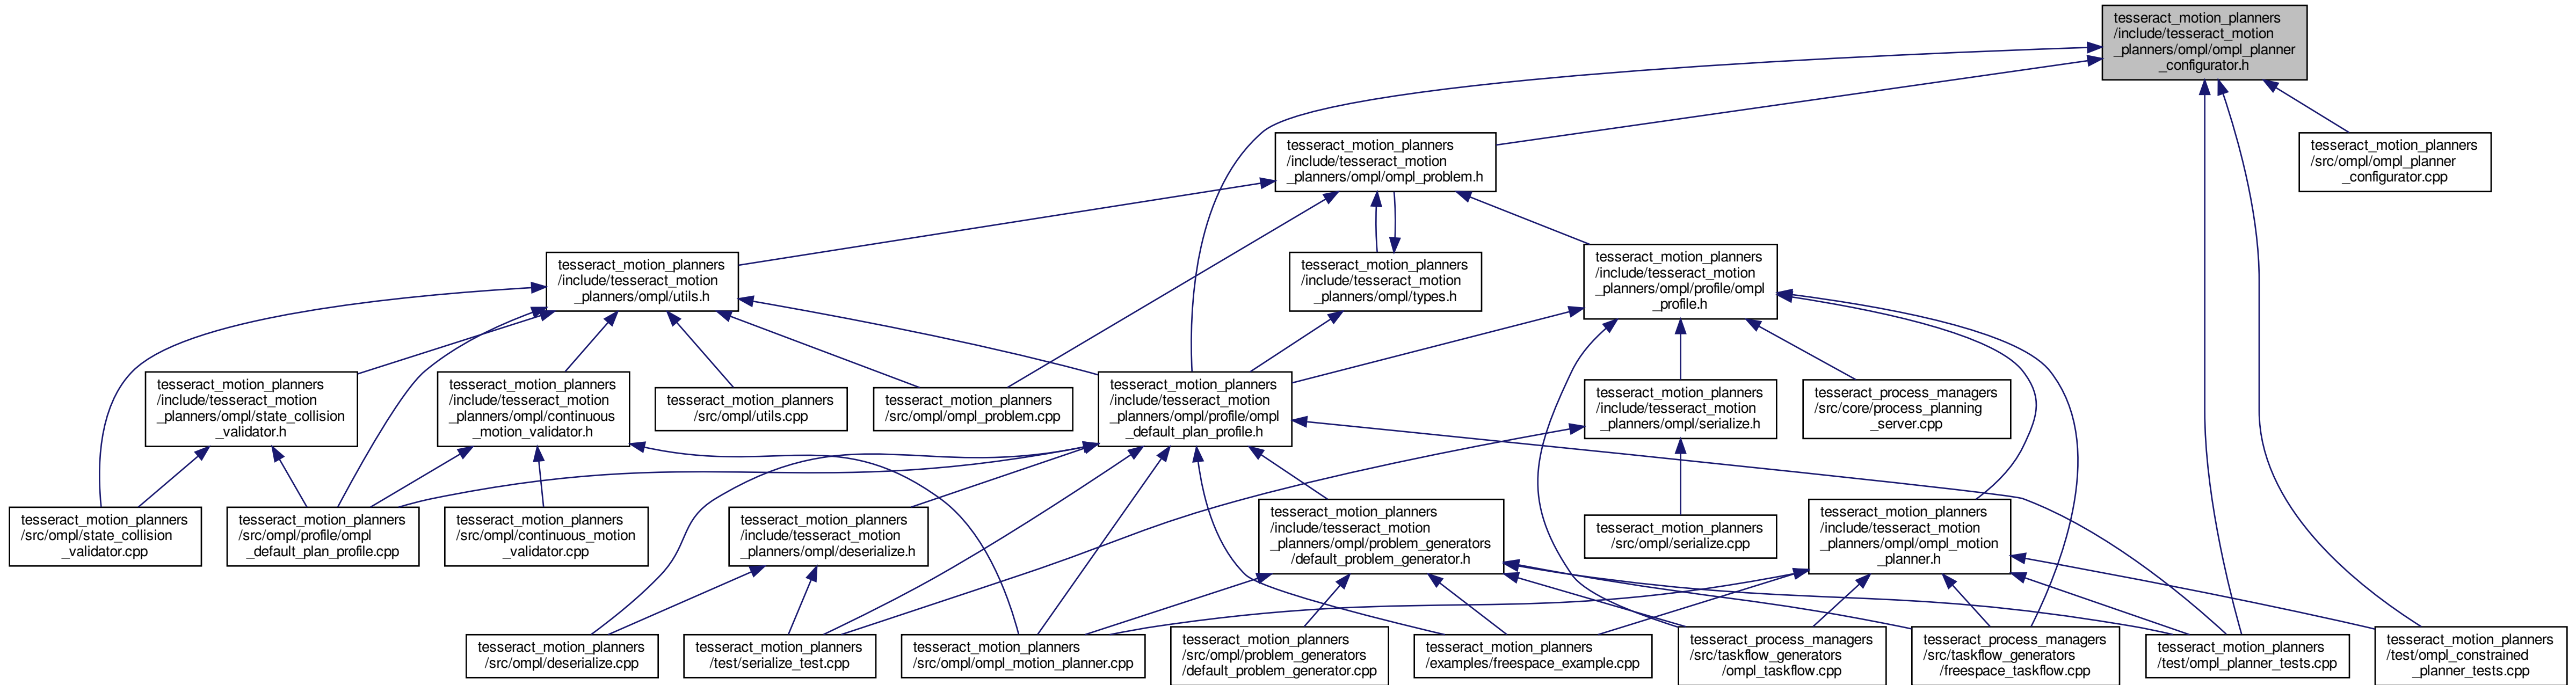 tesseract_motion_planners
/include/tesseract_motion
_planners/ompl/ompl_planner
_configurator.h
tesseract_motion_planners
/include/tesseract_motion
_planners/ompl/ompl_problem.h
tesseract_motion_planners
/src/ompl/ompl_planner
_configurator.cpp
tesseract_motion_planners
/include/tesseract_motion
_planners/ompl/utils.h
tesseract_motion_planners
/include/tesseract_motion
_planners/ompl/types.h
tesseract_motion_planners
/include/tesseract_motion
_planners/ompl/profile/ompl
_profile.h
tesseract_motion_planners
/include/tesseract_motion
_planners/ompl/state_collision
_validator.h
tesseract_motion_planners
/include/tesseract_motion
_planners/ompl/continuous
_motion_validator.h
tesseract_motion_planners
/src/ompl/utils.cpp
tesseract_motion_planners
/src/ompl/ompl_problem.cpp
tesseract_motion_planners
/include/tesseract_motion
_planners/ompl/profile/ompl
_default_plan_profile.h
tesseract_motion_planners
/include/tesseract_motion
_planners/ompl/serialize.h
tesseract_process_managers
/src/core/process_planning
_server.cpp
tesseract_motion_planners
/src/ompl/state_collision
_validator.cpp
tesseract_motion_planners
/src/ompl/profile/ompl
_default_plan_profile.cpp
tesseract_motion_planners
/src/ompl/continuous_motion
_validator.cpp
tesseract_motion_planners
/include/tesseract_motion
_planners/ompl/deserialize.h
tesseract_motion_planners
/include/tesseract_motion
_planners/ompl/problem_generators
/default_problem_generator.h
tesseract_motion_planners
/src/ompl/serialize.cpp
tesseract_motion_planners
/include/tesseract_motion
_planners/ompl/ompl_motion
_planner.h
tesseract_motion_planners
/src/ompl/deserialize.cpp
tesseract_motion_planners
/test/serialize_test.cpp
tesseract_motion_planners
/src/ompl/ompl_motion_planner.cpp
tesseract_motion_planners
/src/ompl/problem_generators
/default_problem_generator.cpp
tesseract_motion_planners
/examples/freespace_example.cpp
tesseract_process_managers
/src/taskflow_generators
/ompl_taskflow.cpp
tesseract_process_managers
/src/taskflow_generators
/freespace_taskflow.cpp
tesseract_motion_planners
/test/ompl_planner_tests.cpp
tesseract_motion_planners
/test/ompl_constrained
_planner_tests.cpp